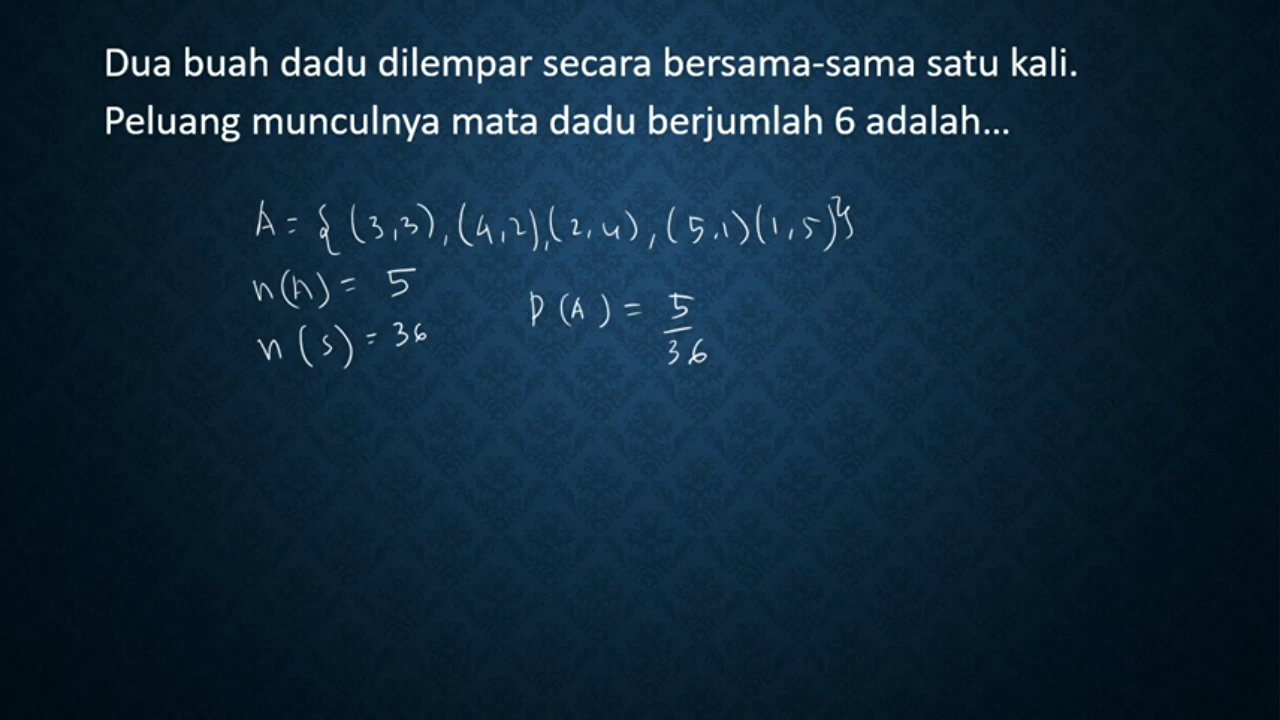 Dua buah dadu dilempar secara bersama-sama satu kali.
Peluang munculnya mata dadu berjumlah 6 adalah...
A = { (3,3), (4,2), (2,4), (5,1) (1,5) }
n(A) = 5
P (A) = 5/36
n (s) = 36